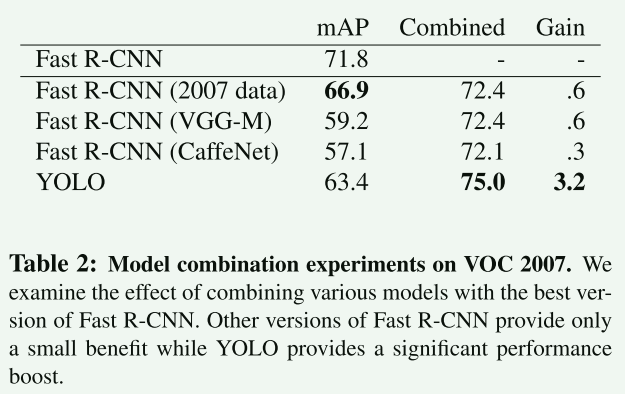 mAP Combined Gain
Fast R-CNN 71.8 - -
Fast R-CNN (2007 data) 66.9 72.4 .6
Fast R-CNN (VGG-M) 59.2 72.4 .6
Fast R-CNN (CaffeNet) 57.1 72.1 .3
YOLO 63.4 75.0 3.2
Table 2: Model combination experiments on VOC 2007. We
examine the effect of combining various models with the best ver-
sion of Fast R-CNN. Other versions of Fast R-CNN provide only
a small benefit while YOLO provides a significant performance
boost.